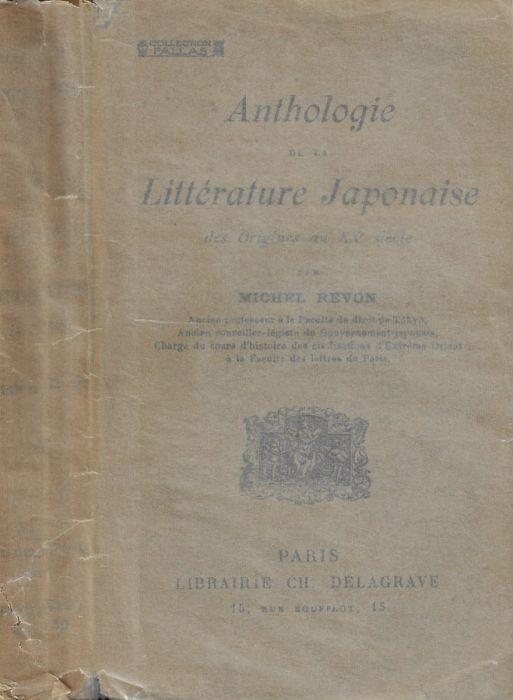 COLLECTION
PALLAS
Anthologie
DE LA
Littérature Japonaise
des Origines au XXe siècle
PAR
MICHEL REVON
Ancien professeur à la Faculté de droit de Tôkyô,
Ancien conseiller-légiste du Gouvernement japonais,
Chargé du cours d'histoire des civilisations d'Extrême-Orient
à la Faculté des lettres de Paris.
PARIS
LIBRAIRIE CH. DELAGRAVE
15, RUE SOUFFLOT, 15